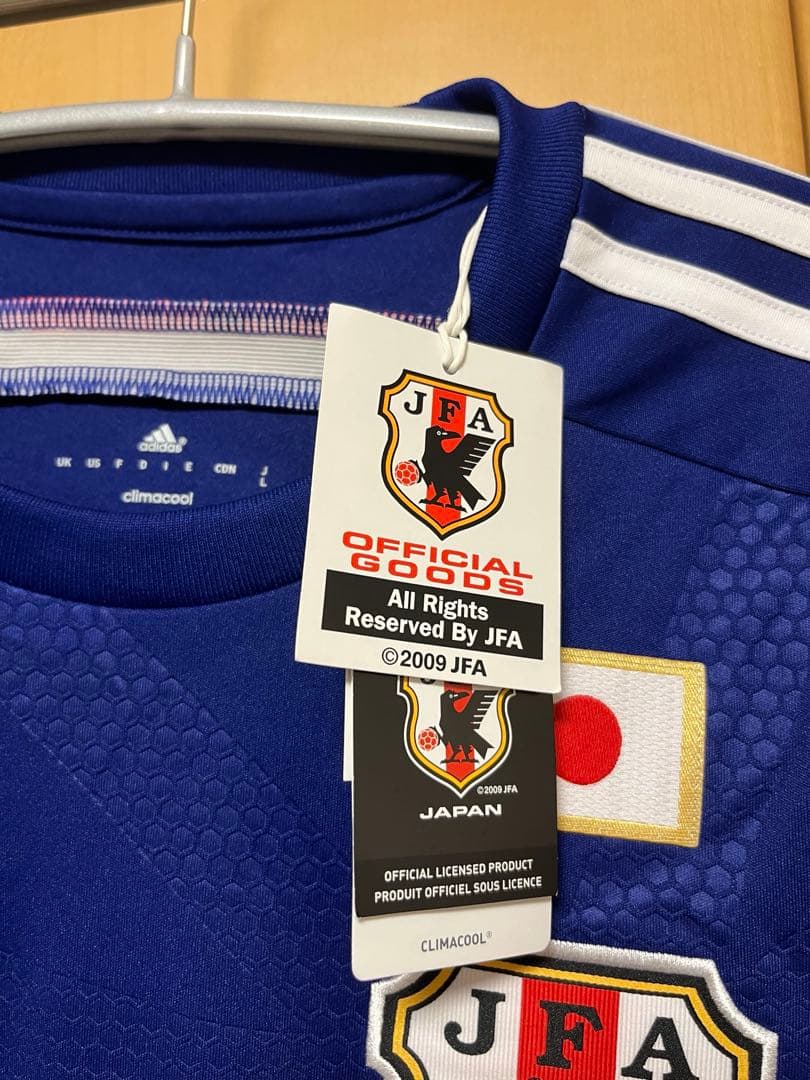 adidas
UK US F D I E CDN J
L
climacool
JFA
OFFICIAL
GOODS
All Rights
Reserved By JFA
©2009 JFA
©2009 JFA
JAPAN
OFFICIAL LICENSED PRODUCT
PRODUIT OFFICIEL SOUS LICENCE
CLIMACOOL®
JFA